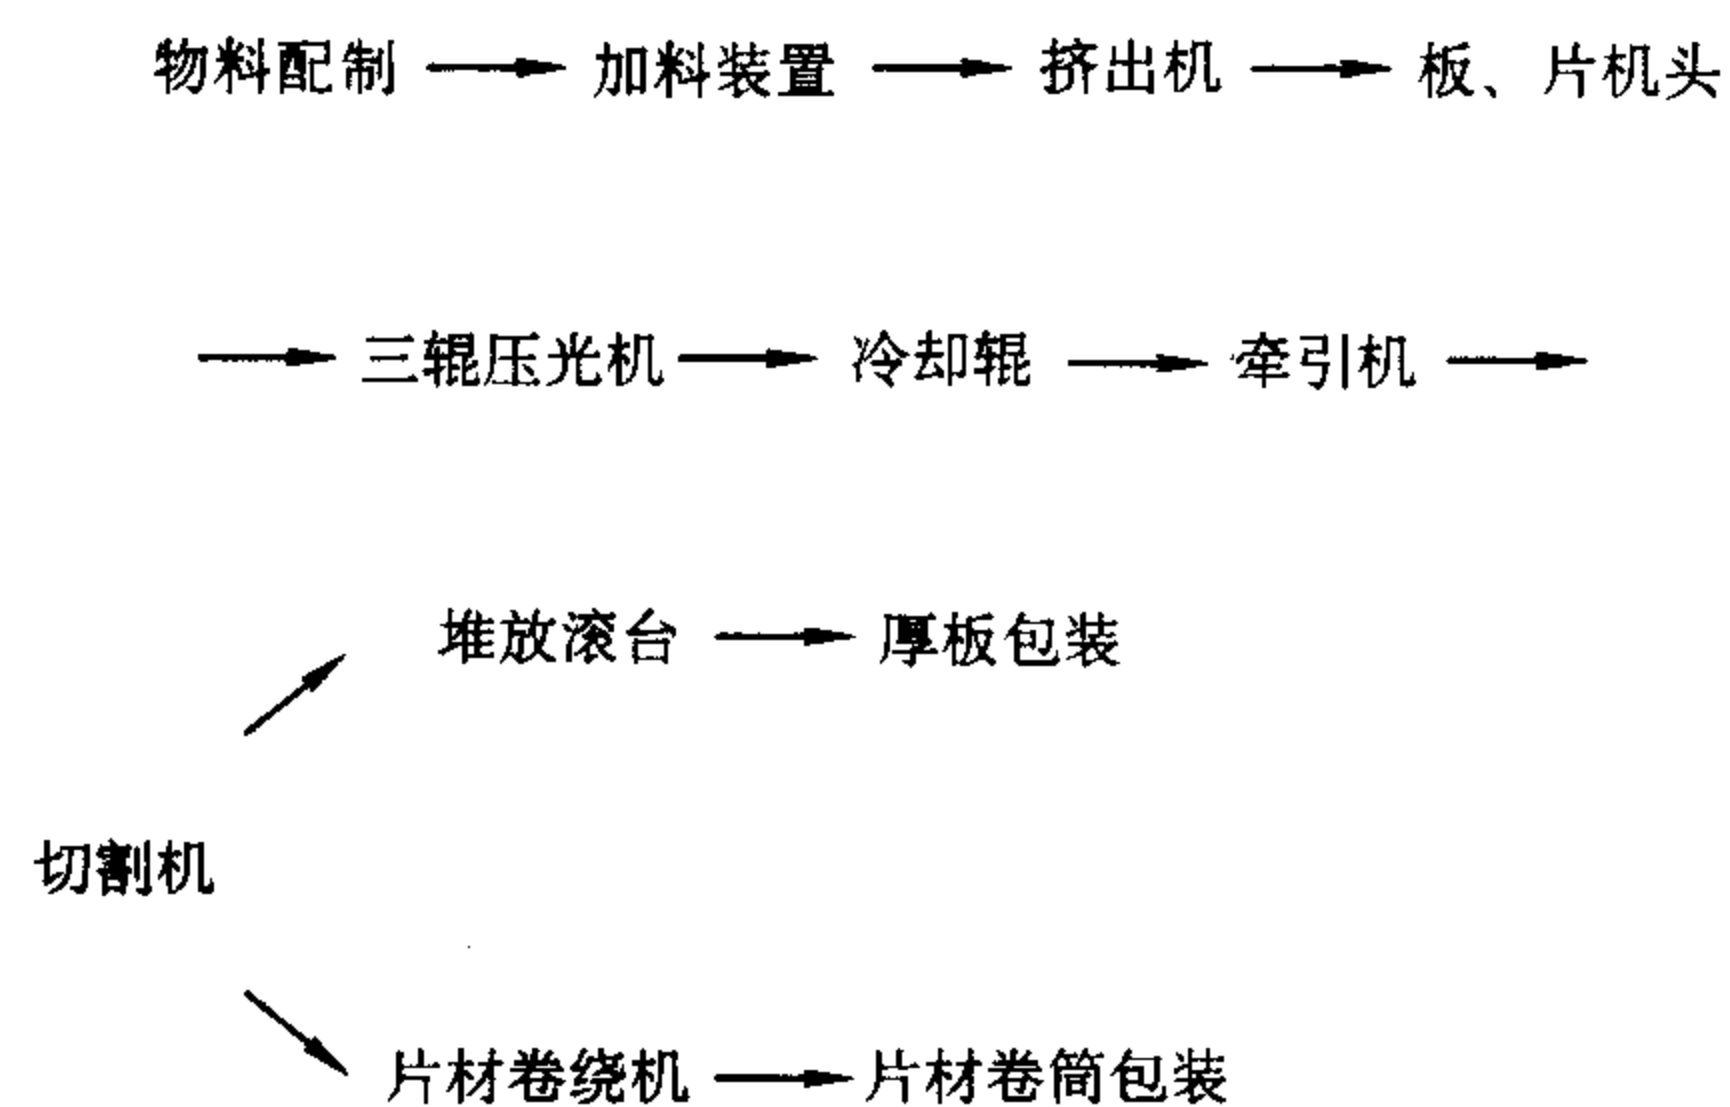 物料配制 → 加料装置 → 挤出机 → 板、片机头
→ 三辊压光机 → 冷却辊 → 牵引机 →
堆放滚台 → 厚板包装
切割机
片材卷绕机 → 片材卷筒包装